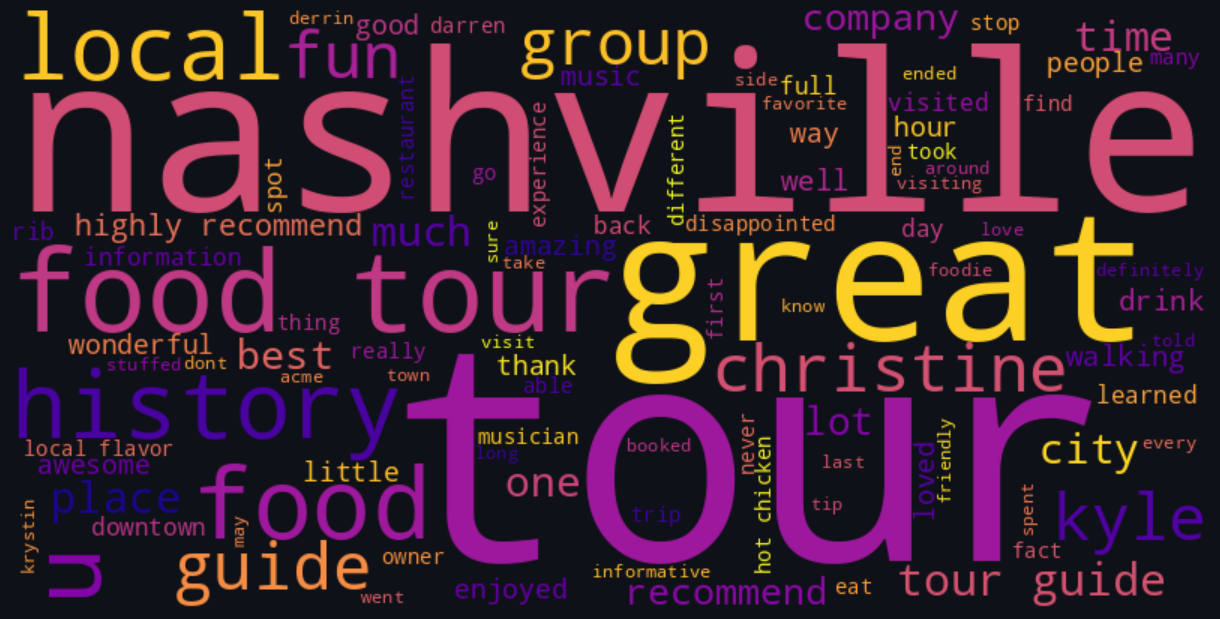 local
fun
derrin
good
darren
group
music
company
stop
time
people
many
nashville
restaurant
spot
go
experience
side
full
favorite
way
well
different
ended
visited
find
hour
took
end
around
visiting
rib
highly recommend
much
sure
amazing
back
disappointed
day
love
information
food tour
take
great
foodie
definitely
first
know
drink
thing
wonderful
stuffed
dont
best
acme
really
town
visit
thank
able
christine
told
walking
learned
history
tour
local flavor
awesome
little
musician
long
one
booked
never
hot chicken
lot
last
tip
loved
friendly
city
every
place
food
downtown
krystin
may
trip
spent
kyle
fact
u
guide
owner
went
enjoyed
informative
recommend
eat
tour guide